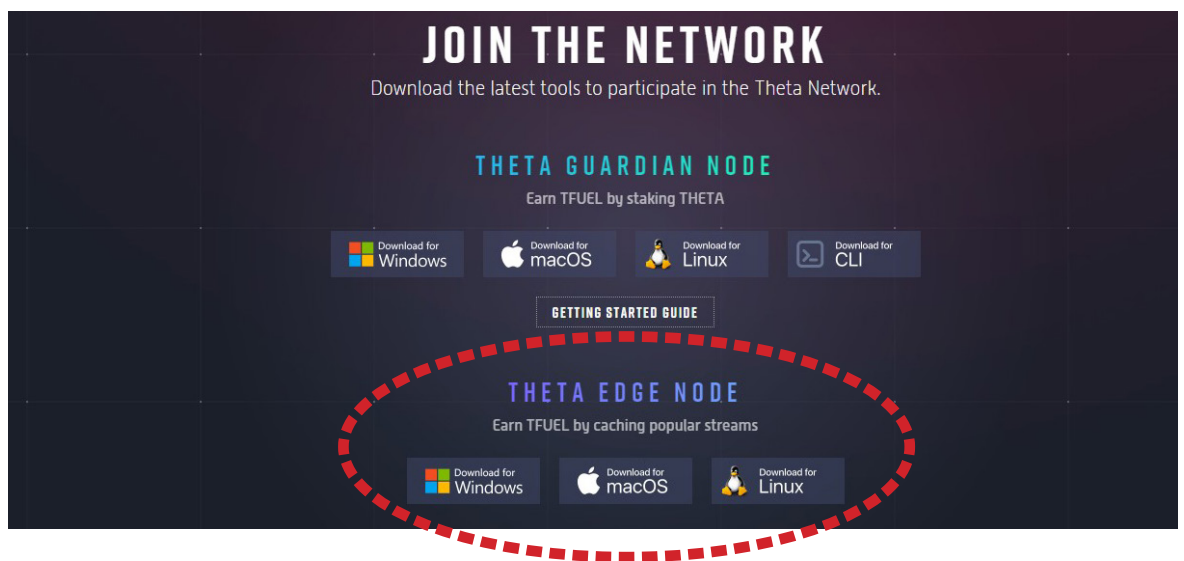 JOIN THE NETWORK
Download the latest tools to participate in the Theta Network.
THETA GUARDIAN NODE
Earn TFUEL by staking THETA
Download for
Windows
Download for
macOS
Download for
Linux
Download for
CLI
GETTING STARTED GUIDE
THETA EDGE NODE
Earn TFUEL by caching popular streams
Download for
Windows
Download for
macOS
Download for
Linux